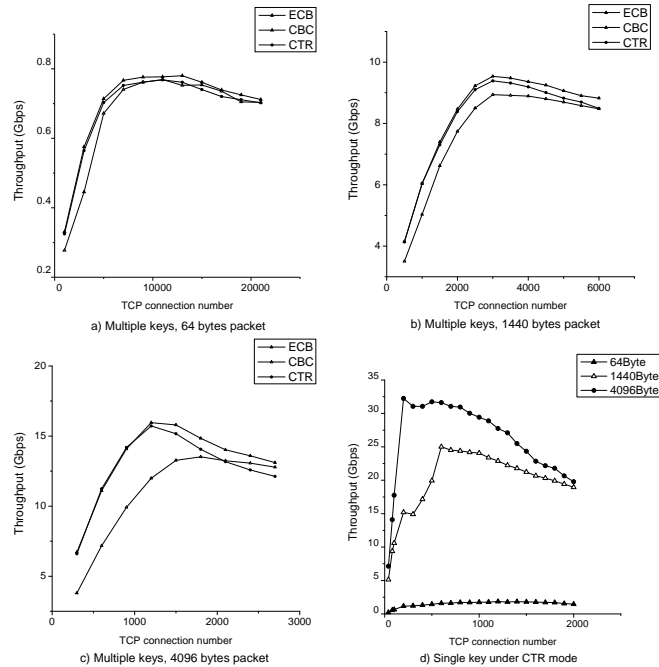 ECB
CBC
CTR
Throughput (Gbps)
0.8
0.6
0.4
0.2
0
10000
20000
TCP connection number
a) Multiple keys, 64 bytes packet
ECB
CBC
CTR
Throughput (Gbps)
10
8
6
4
0
2000
4000
6000
TCP connection number
b) Multiple keys, 1440 bytes packet
ECB
CBC
CTR
Throughput (Gbps)
20
15
10
5
0
1000
2000
3000
TCP connection number
c) Multiple keys, 4096 bytes packet
64Byte
1440Byte
4096Byte
Throughput (Gbps)
35
30
25
20
15
10
5
0
0
1000
2000
TCP connection number
d) Single key under CTR mode